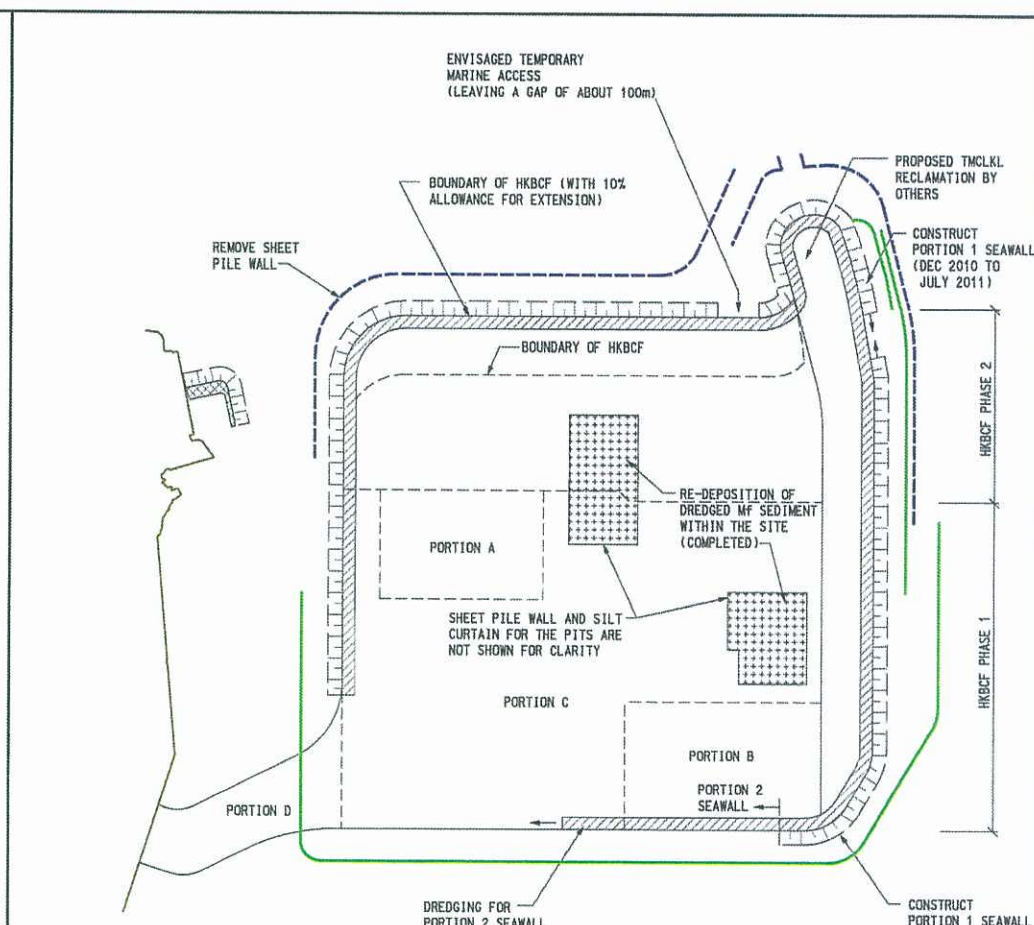 ENVISAGED TEMPORARY
MARINE ACCESS
(LEAVING A GAP OF ABOUT 100m)
PROPOSED TMCLKL
RECLAMATION BY
OTHERS
BOUNDARY OF HKBCF (WITH 10%
ALLOWANCE FOR EXTENSION)
CONSTRUCT
PORTION 1 SEAWALL
(DEC 2010 TO
JULY 2011)
REMOVE SHEET
PILE WALL
BOUNDARY OF HKBCF
HKBCF PHASE 2
RE-DEPOSITION OF
DREDGED Mf SEDIMENT
WITHIN THE SITE
(COMPLETED)
PORTION A
SHEET PILE WALL AND SILT
CURTAIN FOR THE PITS ARE
NOT SHOWN FOR CLARITY
HKBCF PHASE 1
PORTION C
PORTION B
PORTION 2
SEAWALL
PORTION D
DREDGING FOR
PORTION 2 SEAWALL
CONSTRUCT
PORTION 1 SEAWALL